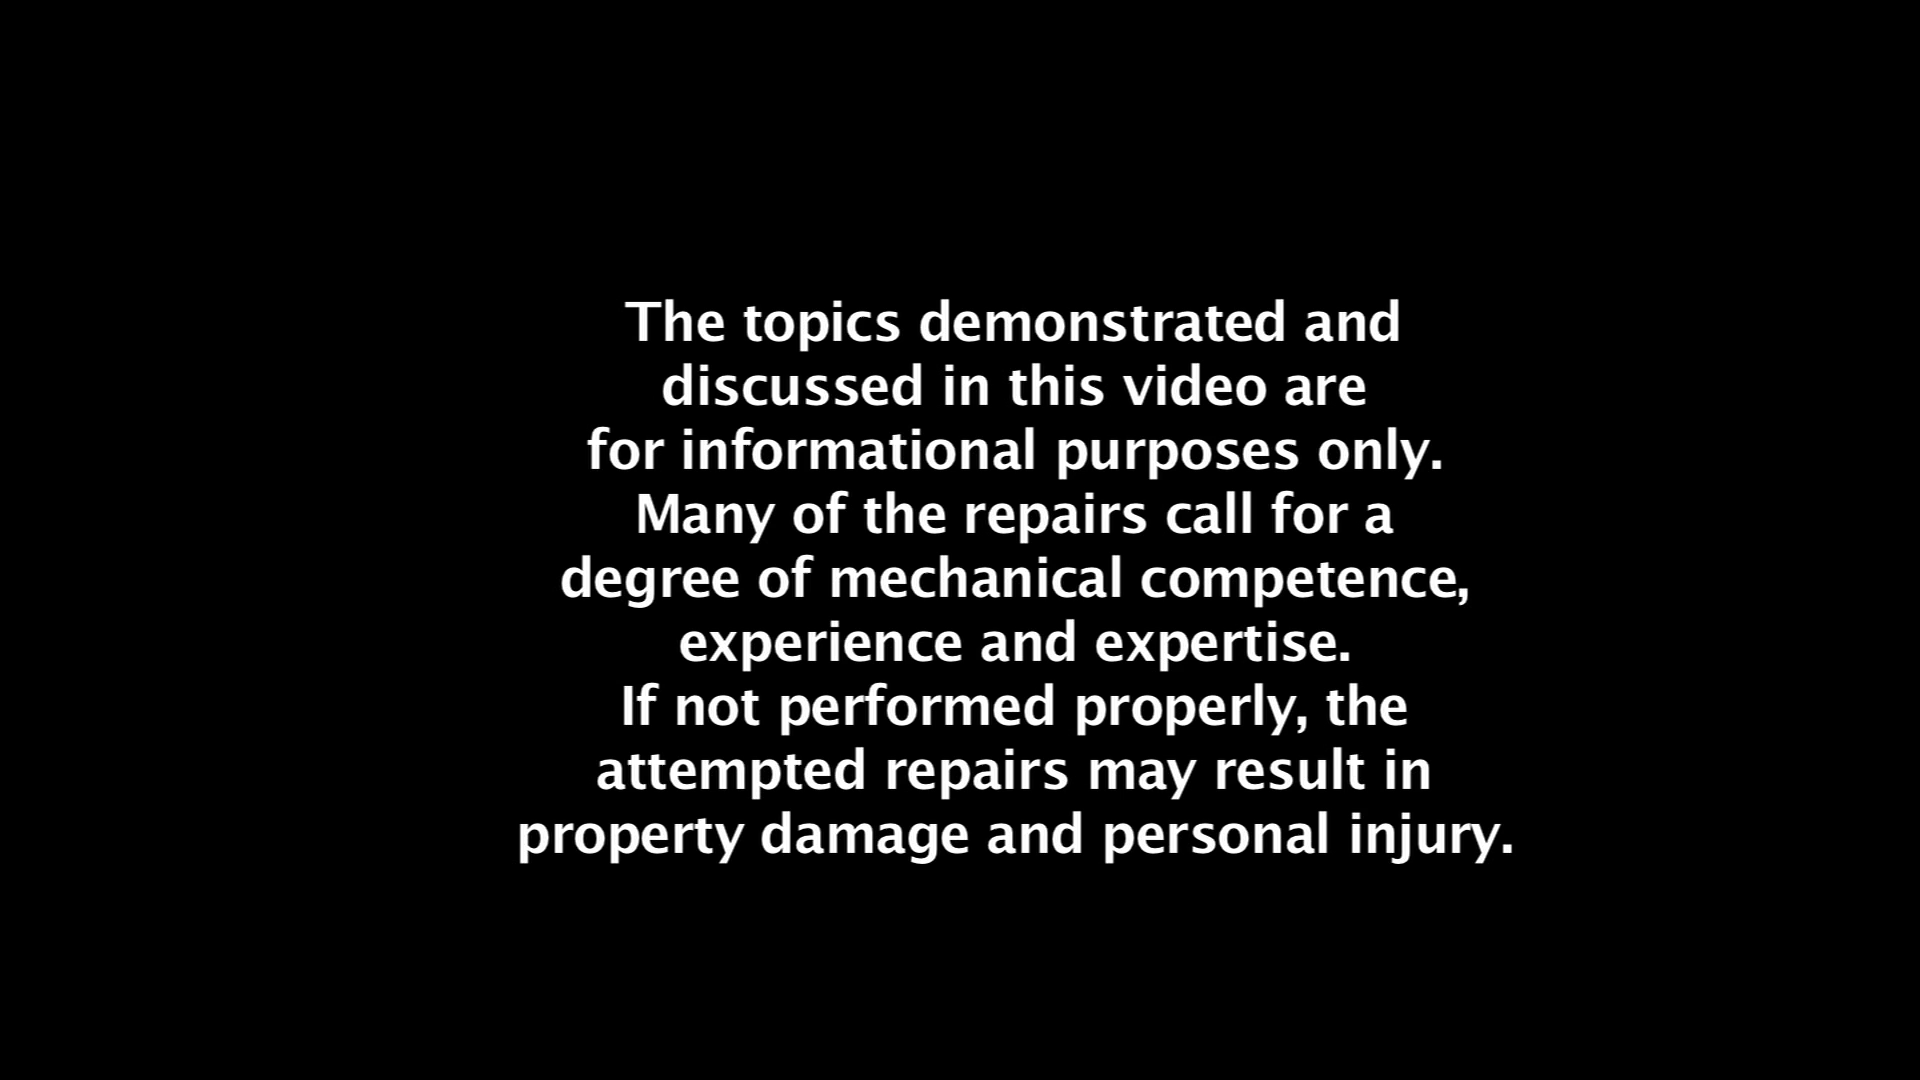 The topics demonstrated and
discussed in this video are
for informational purposes only.
Many of the repairs call for a
degree of mechanical competence,
experience and expertise.
If not performed properly, the
attempted repairs may result in
property damage and personal injury.